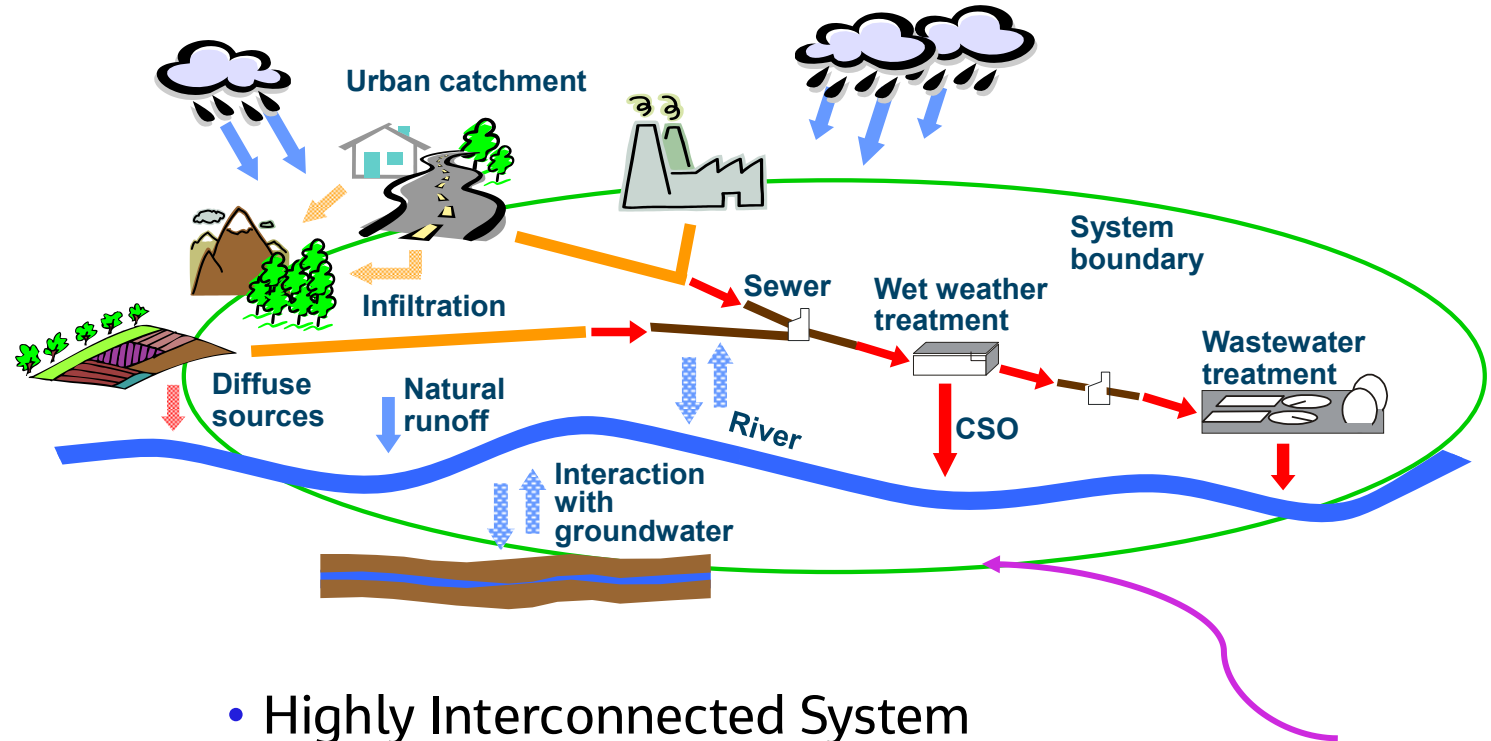 Urban catchment
System
boundary
Sewer
Wet weather
treatment
Infiltration
Wastewater
treatment
Diffuse
sources
Natural
runoff
River
CSO
Interaction
with
groundwater
• Highly Interconnected System